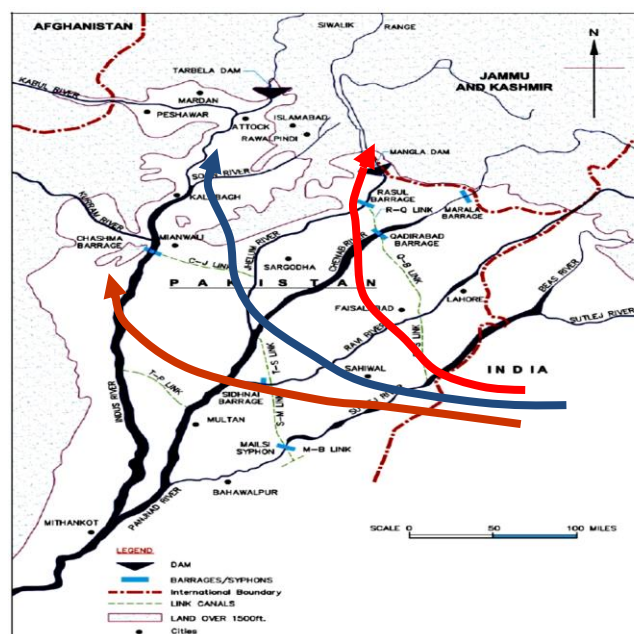 AFGHANISTAN
SIWALIK RANGE
N
TARBELA DAM
JAMMU
AND KASHMIR
KABUL RIVER
MARDAN
PESHAWAR
ATTOCK
ISLAMABAD
RAWALPINDI
MANGLA DAM
SOAN RIVER
RASUL
BARRAGE
KURRAM RIVER
KALABAGH
R-Q LINK
MARALA
BARRAGE
CHASHMA
BARRAGE
MIANWALI
JHELUM RIVER
CHENAB RIVER
QADIRABAD
BARRAGE
C-J LINK
SARGODHA
Q-B LINK
BEAS RIVER
PAKISTAN
LAHORE
FAISALABAD
SUTLEJ RIVER
RAVI RIVER
T-S LINK
INDIA
SAHIWAL
INDUS RIVER
T-P LINK
SIDHNAI
BARRAGE
SUTLEJ RIVER
MULTAN
MAILSI
SYPHON
M-B LINK
PANJNAD RIVER
BAHAWALPUR
MITHANKOT
SCALE 0 50 100 MILES
LEGEND
DAM
BARRAGES/SYPHONS
International Boundary
LINK CANALS
LAND OVER 1500ft.
Cities